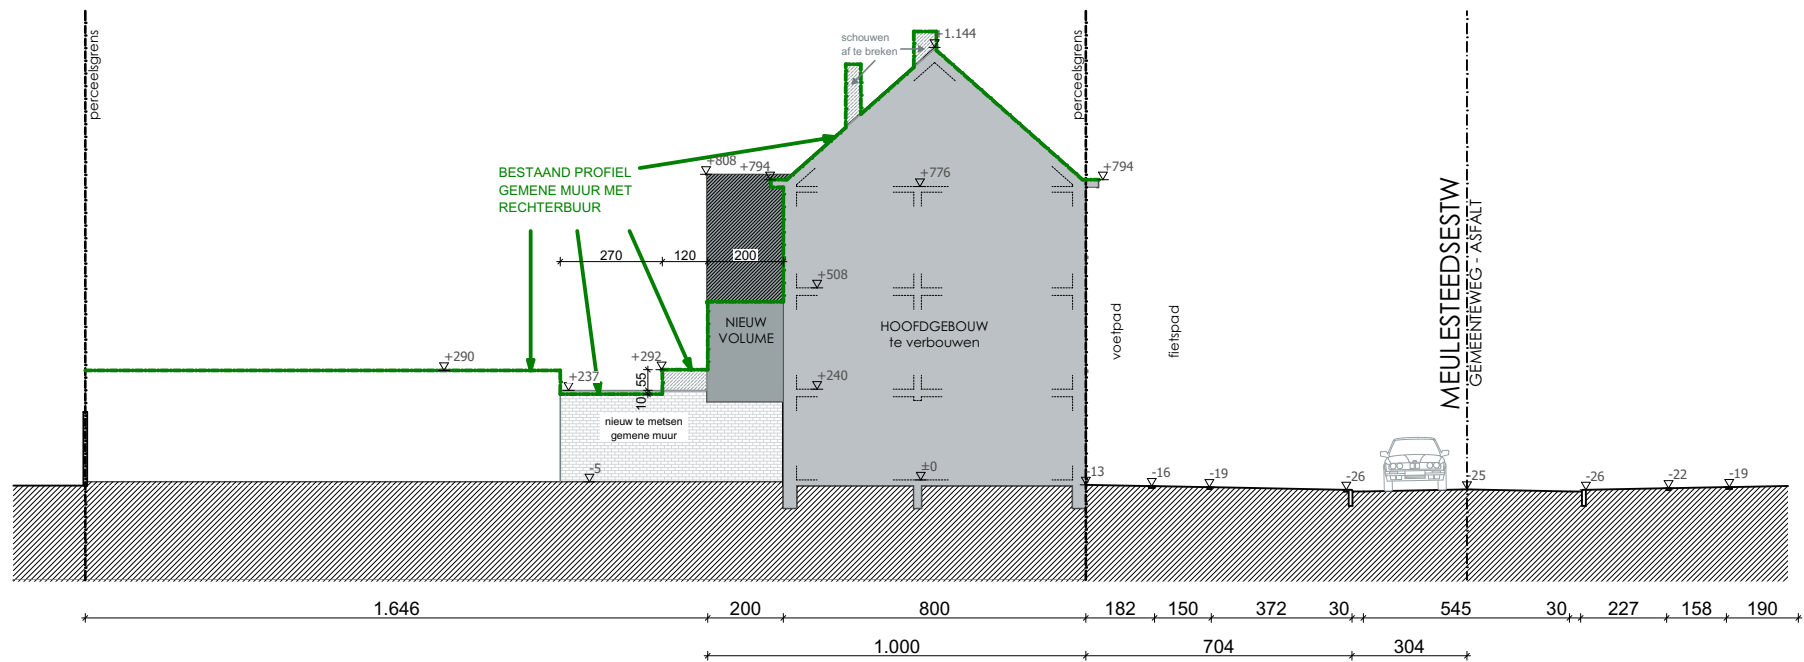 perceelsgrens
schouwen
af te breken
+1.144
perceelsgrens
BESTAAND PROFIEL
GEMENE MUUR MET
RECHTERBUUR
+808
+794
+776
+794
270
120
200
+508
MEULESTEEDSESTW
GEMEENTEWEG - ASFALT
NIEUW
VOLUME
HOOFDGEBOUW
te verbouwen
voetpad
fietspad
+290
+292
+237
55
10
+240
nieuw te metsen
gemene muur
-5
±0
-13
-16
-19
-26
-25
-26
-22
-19
1.646
200
800
182
150
372
30
545
30
227
158
190
1.000
704
304